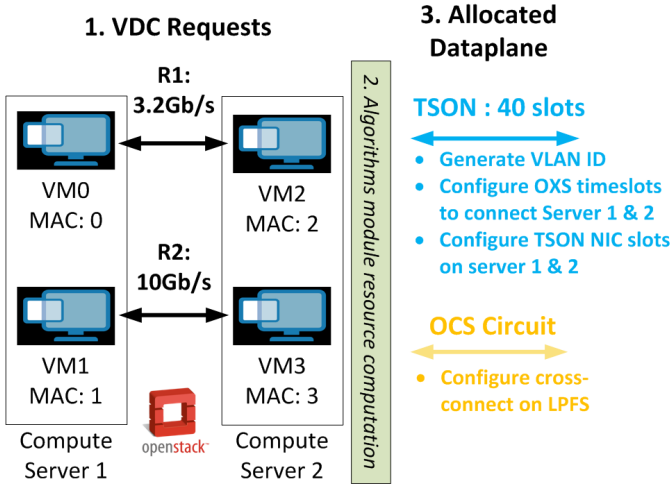 1. VDC Requests
R1:
3.2Gb/s
VM0
MAC: 0
VM2
MAC: 2
R2:
10Gb/s
VM1
MAC: 1
VM3
MAC: 3
openstack
Compute
Server 1
Compute
Server 2
2. Algorithms module resource computation
3. Allocated
Dataplane
TSON : 40 slots
• Generate VLAN ID
• Configure OXS timeslots
to connect Server 1 & 2
• Configure TSON NIC slots
on server 1 & 2
OCS Circuit
• Configure cross-
connect on LPFS